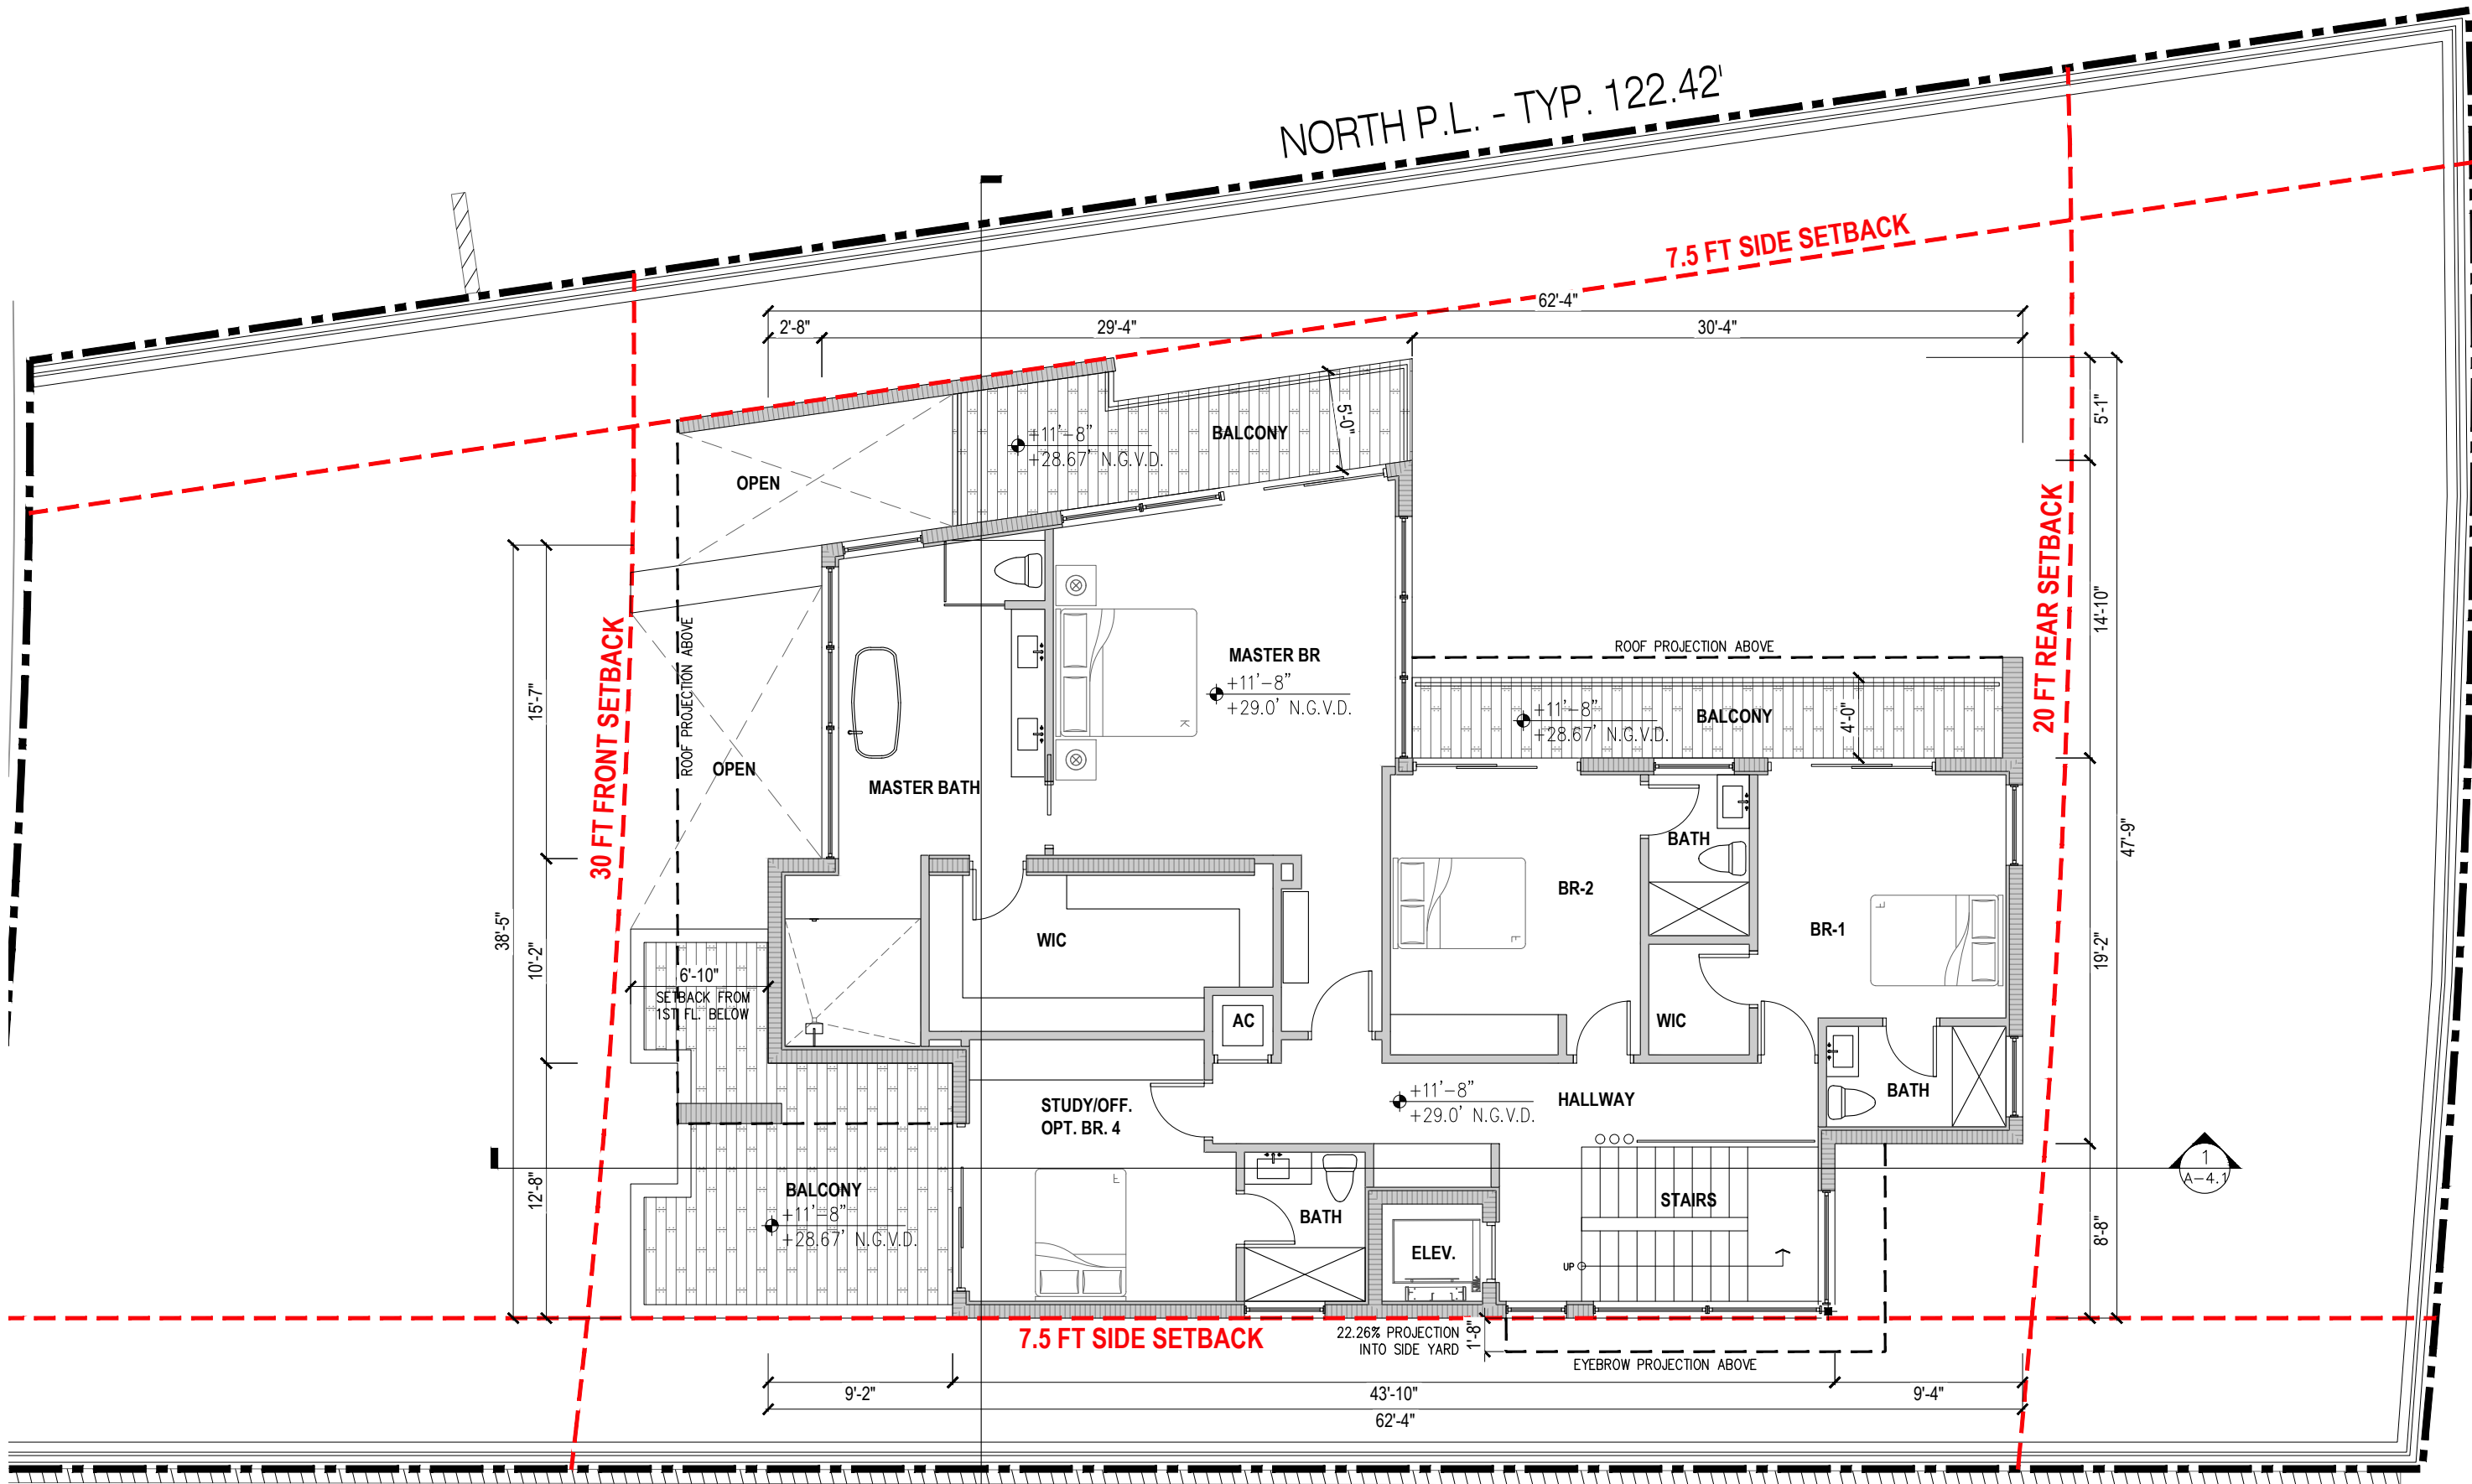 NORTH P.L. - TYP. 122.42'
7.5 FT SIDE SETBACK
62'-4"
2'-8"
29'-4"
30'-4"
5'-1"
5'-0"
BALCONY
+11'-8"
+28.67' N.G.V.D.
OPEN
30 FT FRONT SETBACK
ROOF PROJECTION ABOVE
OPEN
15'-7"
38'-5"
10'-2"
12'-8"
MASTER BATH
MASTER BR
+11'-8"
+29.0' N.G.V.D.
K
ROOF PROJECTION ABOVE
BALCONY
+11'-8"
+28.67' N.G.V.D.
4'-0"
20 FT REAR SETBACK
14'-10"
47'-9"
19'-2"
8'-8"
BATH
BR-2
F
BR-1
F
WIC
WIC
AC
6'-10"
SETBACK FROM
1ST FL. BELOW
STUDY/OFF.
OPT. BR. 4
F
+11'-8"
+29.0' N.G.V.D.
HALLWAY
BATH
BALCONY
+11'-8"
+28.67' N.G.V.D.
BATH
ELEV.
STAIRS
UP
1
A-4.1
7.5 FT SIDE SETBACK
22.26% PROJECTION
INTO SIDE YARD
1'-8"
EYEBROW PROJECTION ABOVE
9'-2"
43'-10"
9'-4"
62'-4"